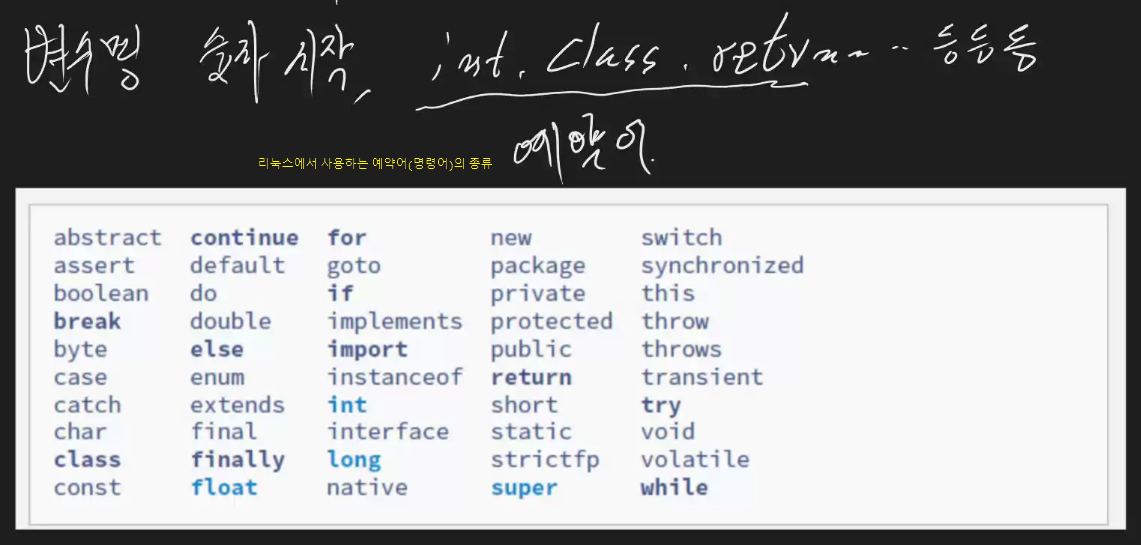 변수명 숫자 시작, int, class, return ... 등등등
예약어.
리눅스에서 사용하는 예약어(명령어)의 종류
abstract continue for new switch
assert default goto package synchronized
boolean do if private this
break double implements protected throw
byte else import public throws
case enum instanceof return transient
catch extends int short try
char final interface static void
class finally long strictfp volatile
const float native super while